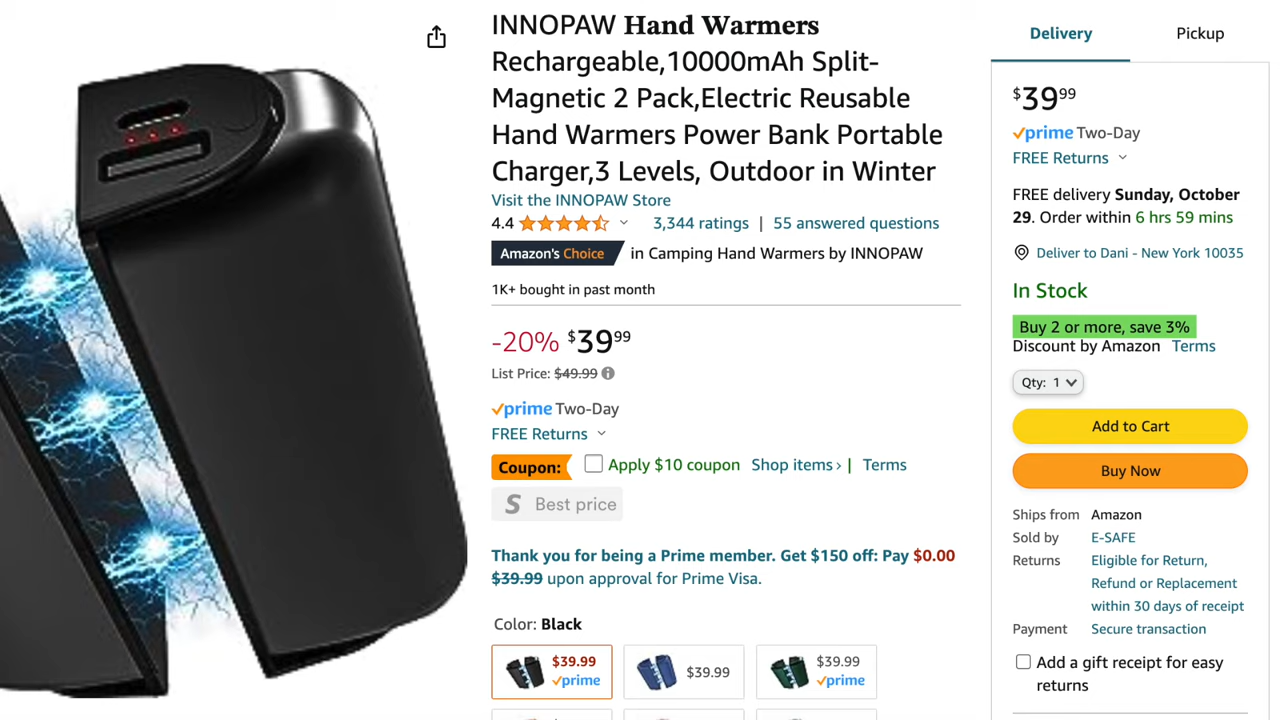 INNOPAW Hand Warmers
Rechargeable,10000mAh Split-
Magnetic 2 Pack,Electric Reusable
Hand Warmers Power Bank Portable
Charger,3 Levels, Outdoor in Winter
Visit the INNOPAW Store
4.4 3,344 ratings | 55 answered questions
Amazon's Choice in Camping Hand Warmers by INNOPAW
1K+ bought in past month
-20% $39 99
List Price: $49.99
prime Two-Day
FREE Returns
Coupon: Apply $10 coupon Shop items› | Terms
S Best price
Thank you for being a Prime member. Get $150 off: Pay $0.00
$39.99 upon approval for Prime Visa.
Color: Black
$39.99 prime
$39.99
$39.99 prime
Delivery Pickup
$39 99
prime Two-Day
FREE Returns
FREE delivery Sunday, October
29. Order within 6 hrs 59 mins
Deliver to Dani - New York 10035
In Stock
Buy 2 or more, save 3%
Discount by Amazon Terms
Qty: 1
Add to Cart
Buy Now
Ships from Amazon
Sold by E-SAFE
Returns Eligible for Return,
Refund or Replacement
within 30 days of receipt
Payment Secure transaction
Add a gift receipt for easy
returns